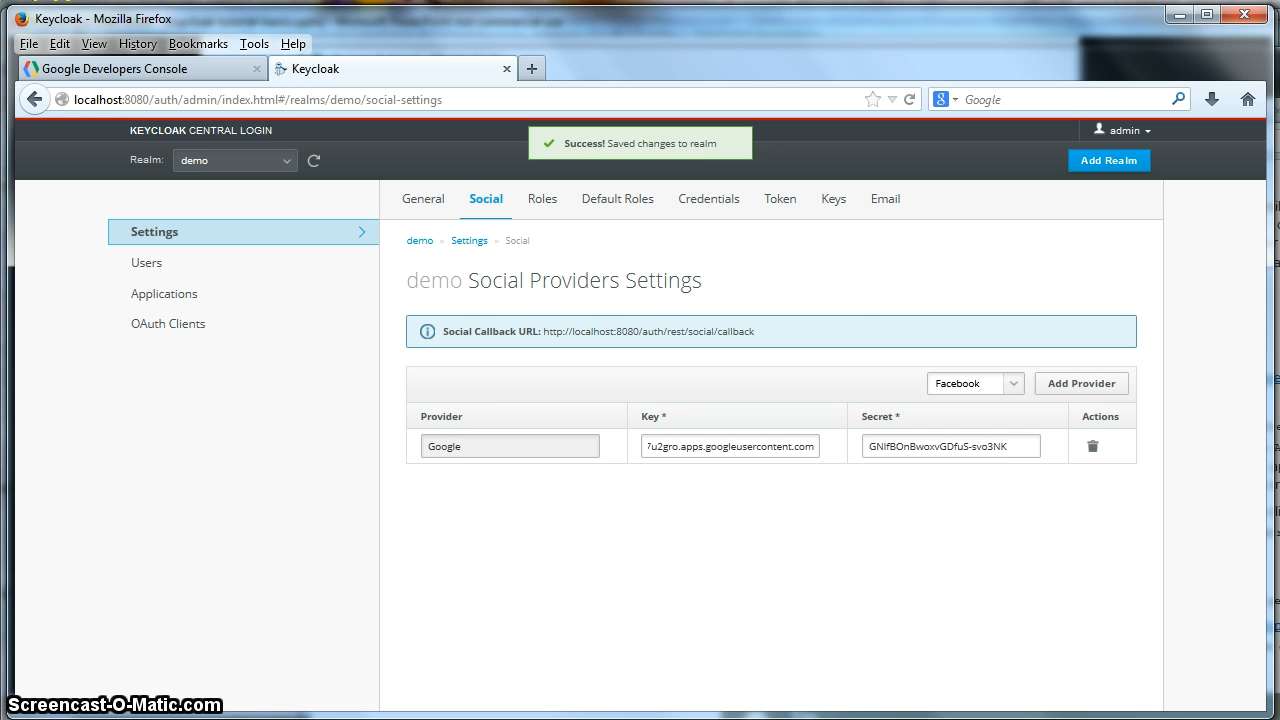 Keycloak - Mozilla Firefox
File Edit View History Bookmarks Tools Help
Google Developers Console
Keycloak
localhost:8080/auth/admin/index.html#/realms/demo/social-settings
Google
KEYCLOAK CENTRAL LOGIN
admin
Realm:
demo
Success! Saved changes to realm
Add Realm
General Social Roles Default Roles Credentials Token Keys Email
Settings
Users
Applications
OAuth Clients
demo » Settings » Social
demo Social Providers Settings
Social Callback URL: http://localhost:8080/auth/rest/social/callback
Facebook
Add Provider
Provider Key * Secret * Actions
Google 7u2gro.apps.googleusercontent.com GNlfBOnBwoxvGDfuS-svo3NK
Screencast-O-Matic.com